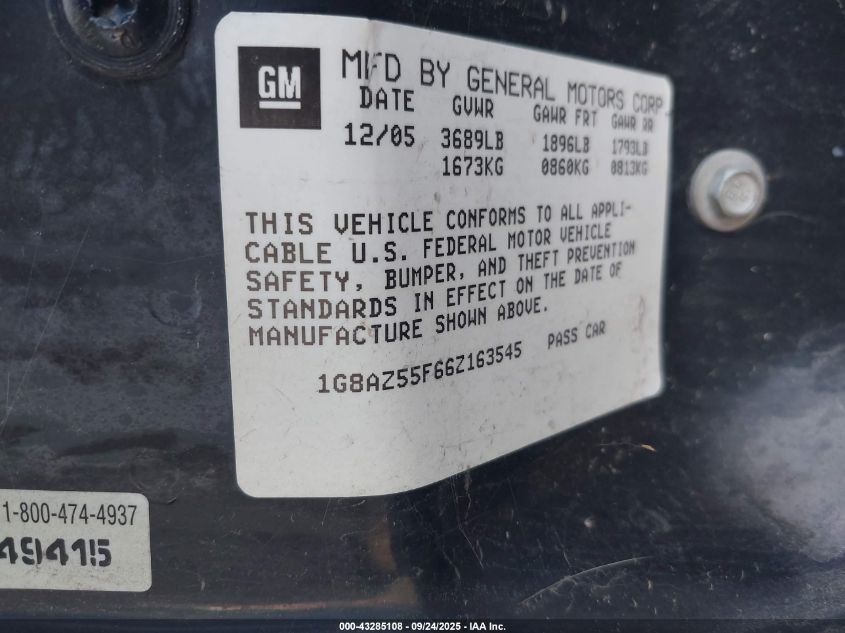 GM
MFD BY GENERAL MOTORS CORP
DATE GVWR GAWR FRT GAWR RR
12/05 3689LB 1896LB 1793LB
1673KG 0860KG 0813KG
THIS VEHICLE CONFORMS TO ALL APPLI-
CABLE U.S. FEDERAL MOTOR VEHICLE
SAFETY, BUMPER, AND THEFT PREVENTION
STANDARDS IN EFFECT ON THE DATE OF
MANUFACTURE SHOWN ABOVE.
1G8AZ55F66Z163545 PASS CAR
1-800-474-4937
49415
000-43285108 - 09/24/2025 - IAA Inc.